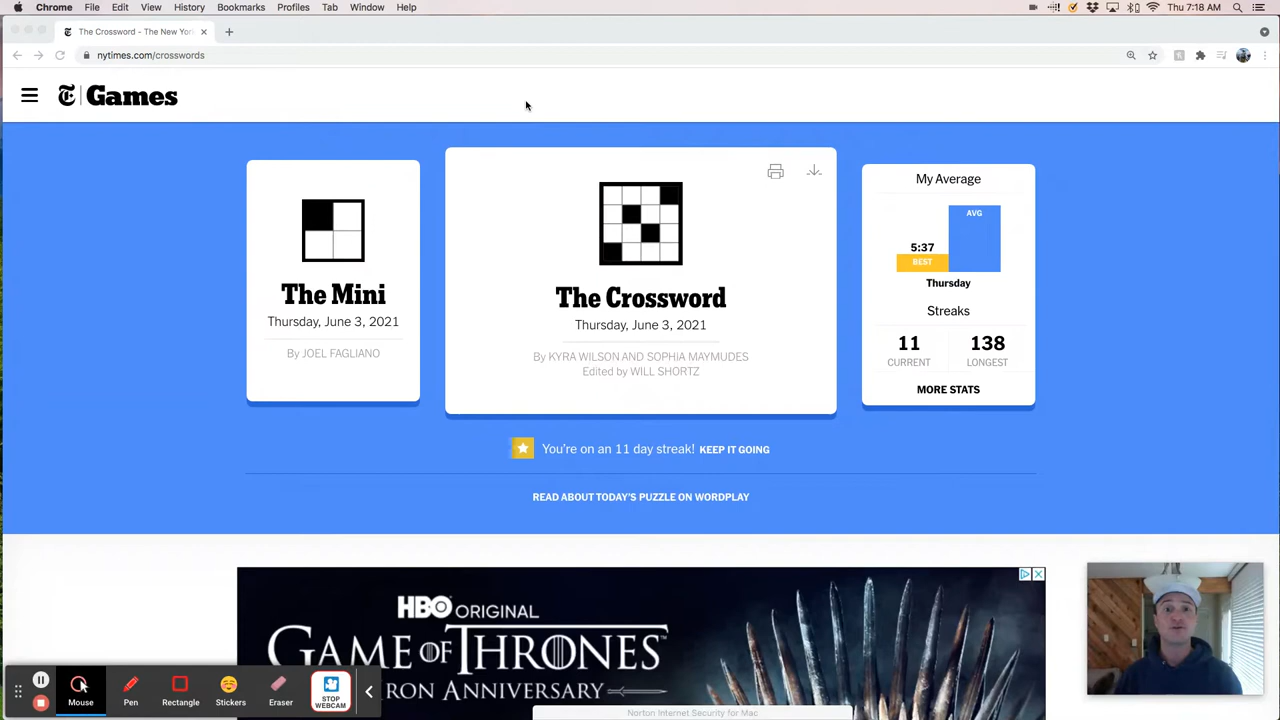 Chrome File Edit View History Bookmarks Profiles Tab Window Help Thu 7:18 AM
The Crossword - The New Yor
nytimes.com/crosswords
T Games
The Mini
Thursday, June 3, 2021
By JOEL FAGLIANO
The Crossword
Thursday, June 3, 2021
By KYRA WILSON AND SOPHIA MAYMUDES
Edited by WILL SHORTZ
My Average
AVG
5:37
BEST
Thursday
Streaks
11 138
CURRENT LONGEST
MORE STATS
You're on an 11 day streak! KEEP IT GOING
READ ABOUT TODAY'S PUZZLE ON WORDPLAY
HBO ORIGINAL
GAME OF THRONES
IRON ANNIVERSARY
Mouse Pen Rectangle Stickers Eraser STOP
WEBCAM
Norton Internet Security for Mac